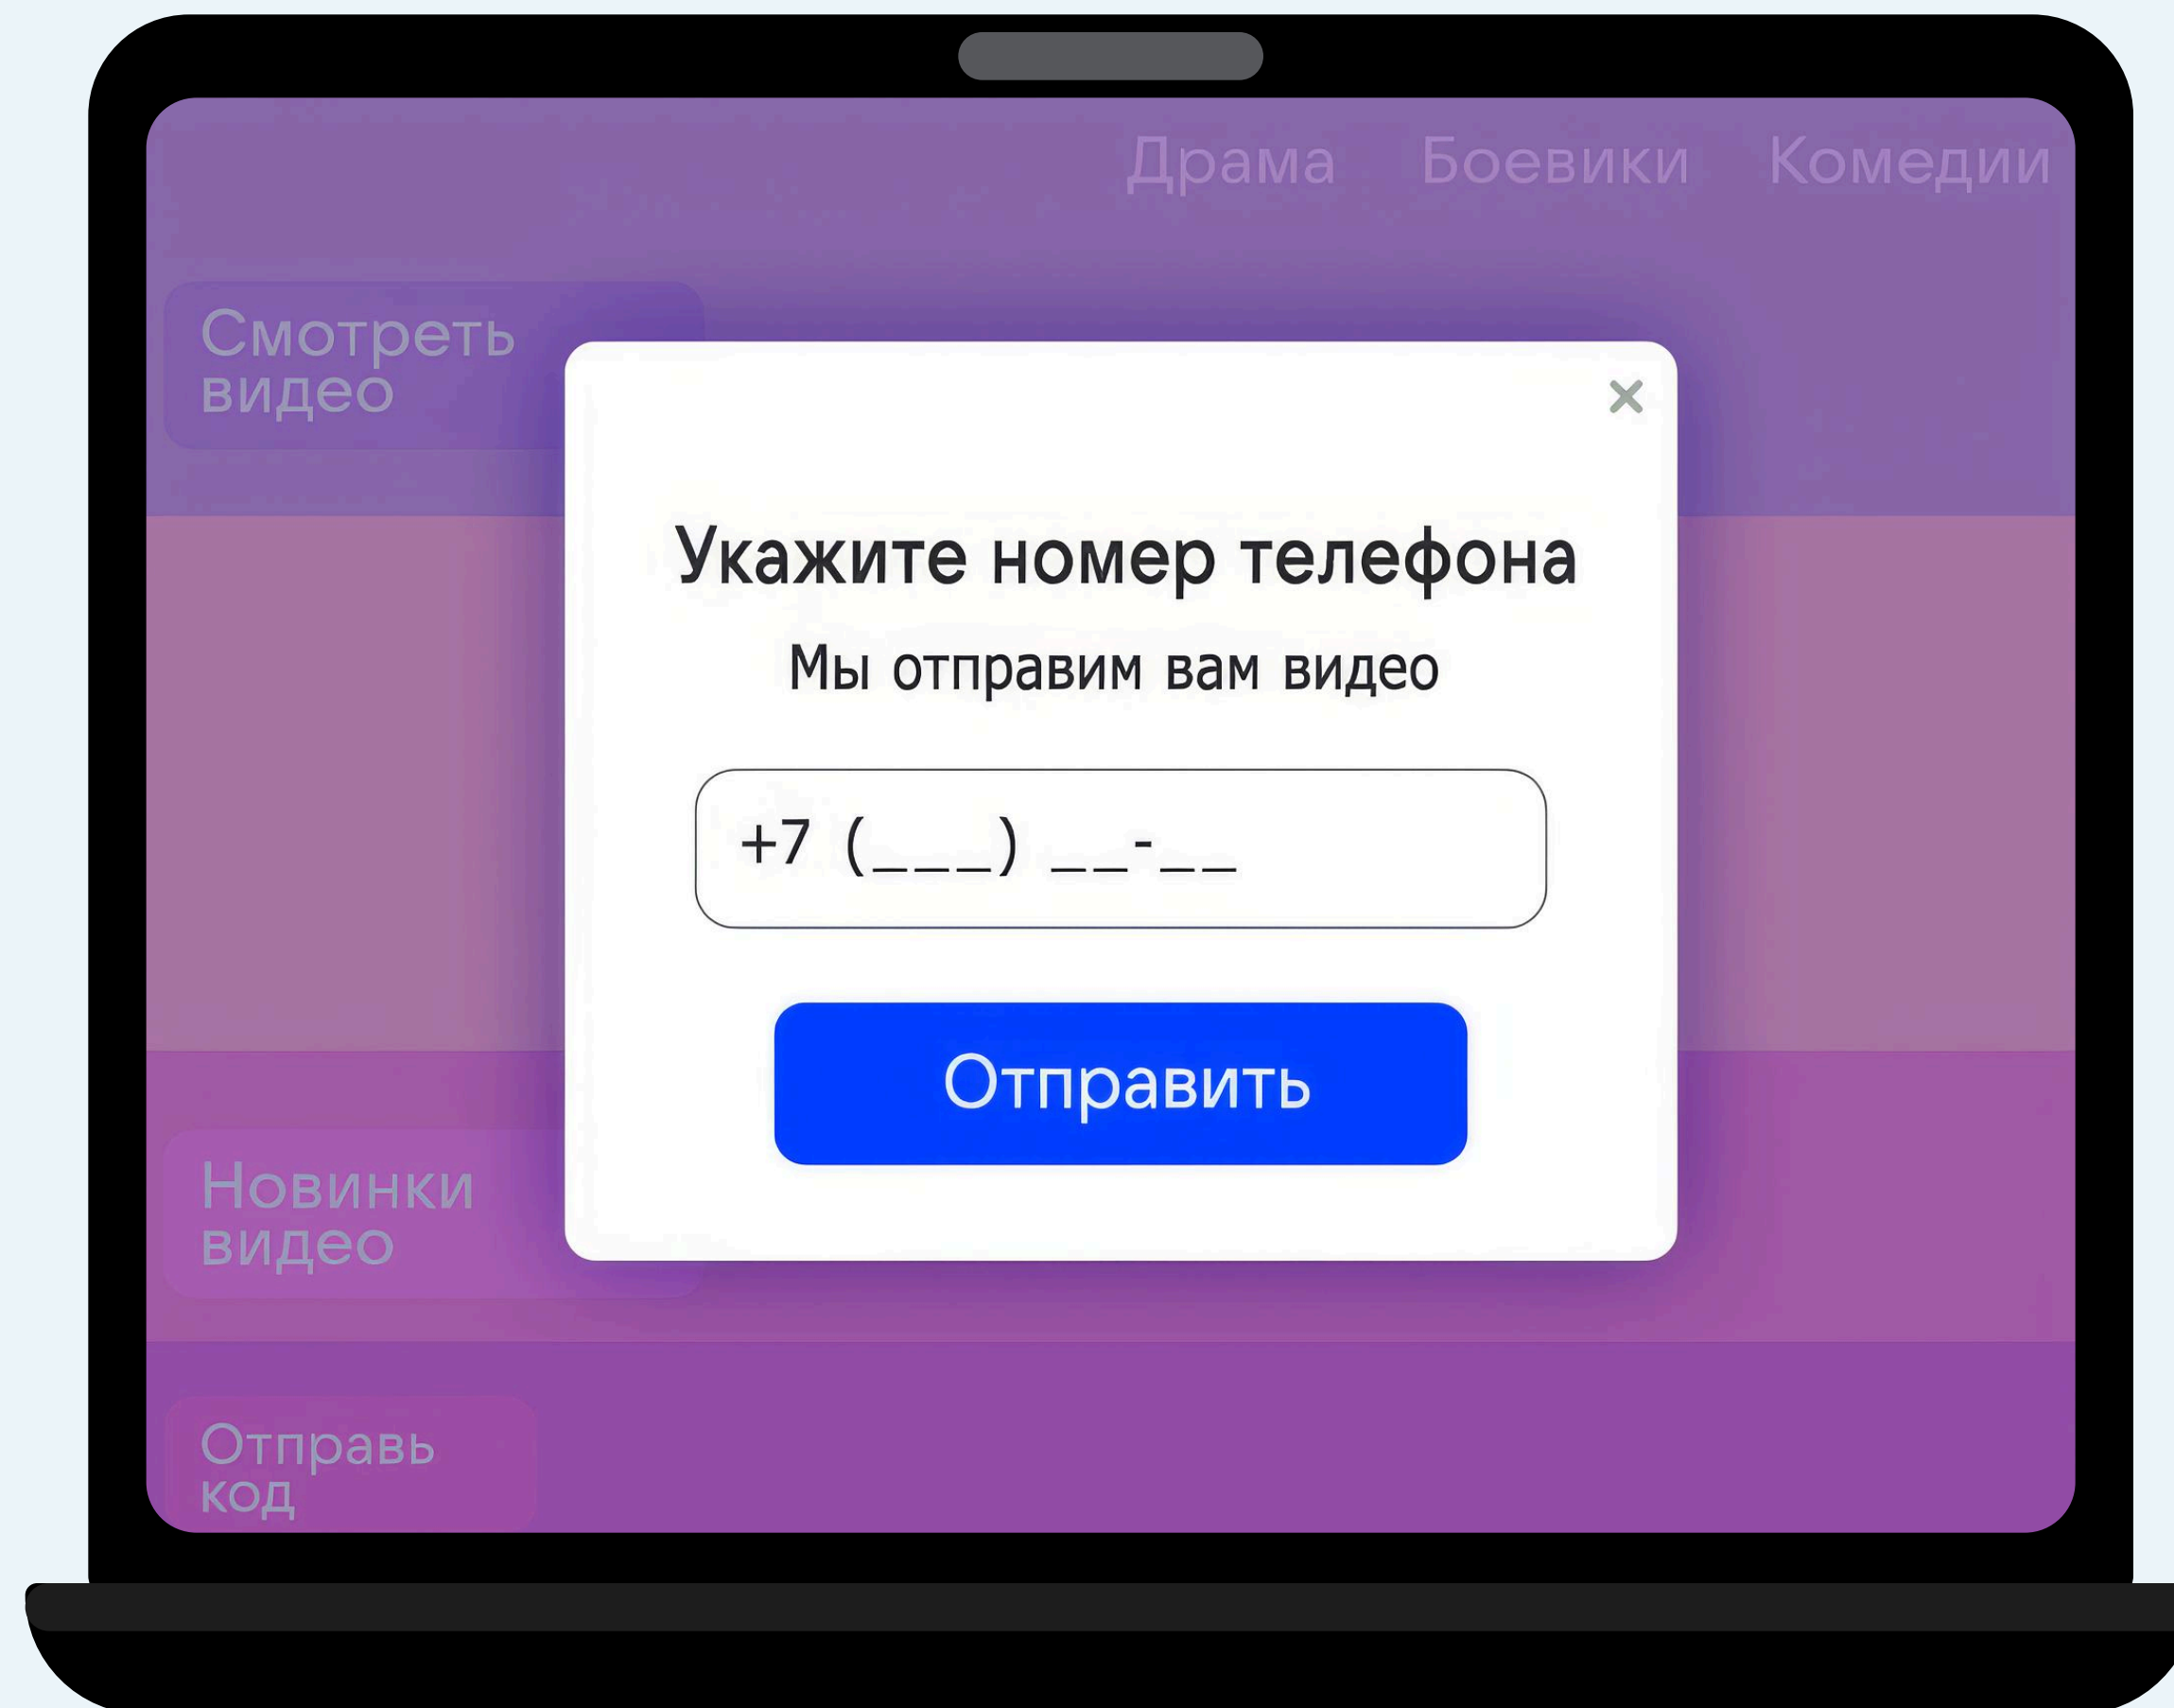 Драма Боевики Комедии
Смотреть
видео
Укажите номер телефона
Мы отправим вам видео
+7 (___) __-__
Отправить
Новинки
видео
Отправь
код